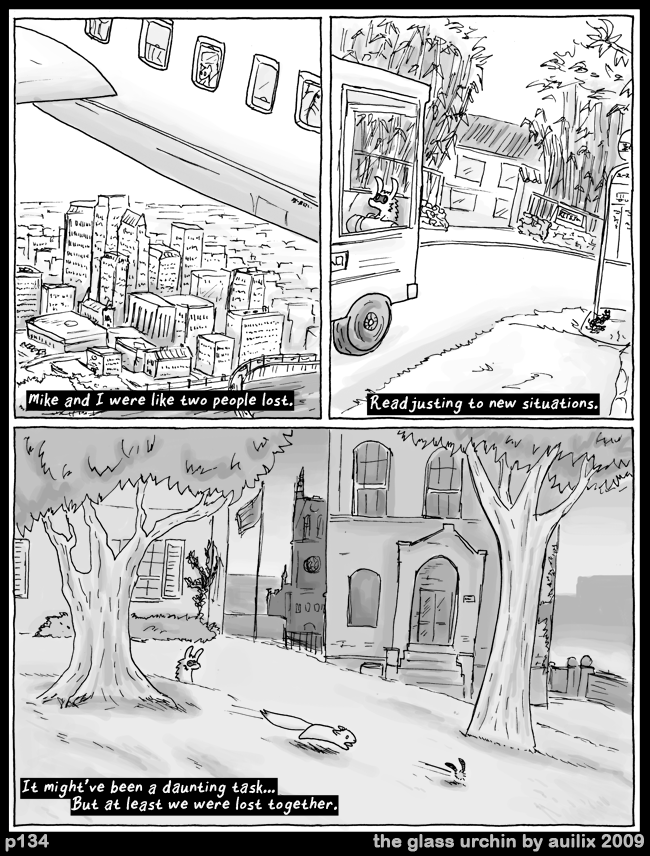 Mike and I were like two people lost.
Readjusting to new situations.
It might've been a daunting task...
But at least we were lost together.
p134
the glass urchin by auilix 2009